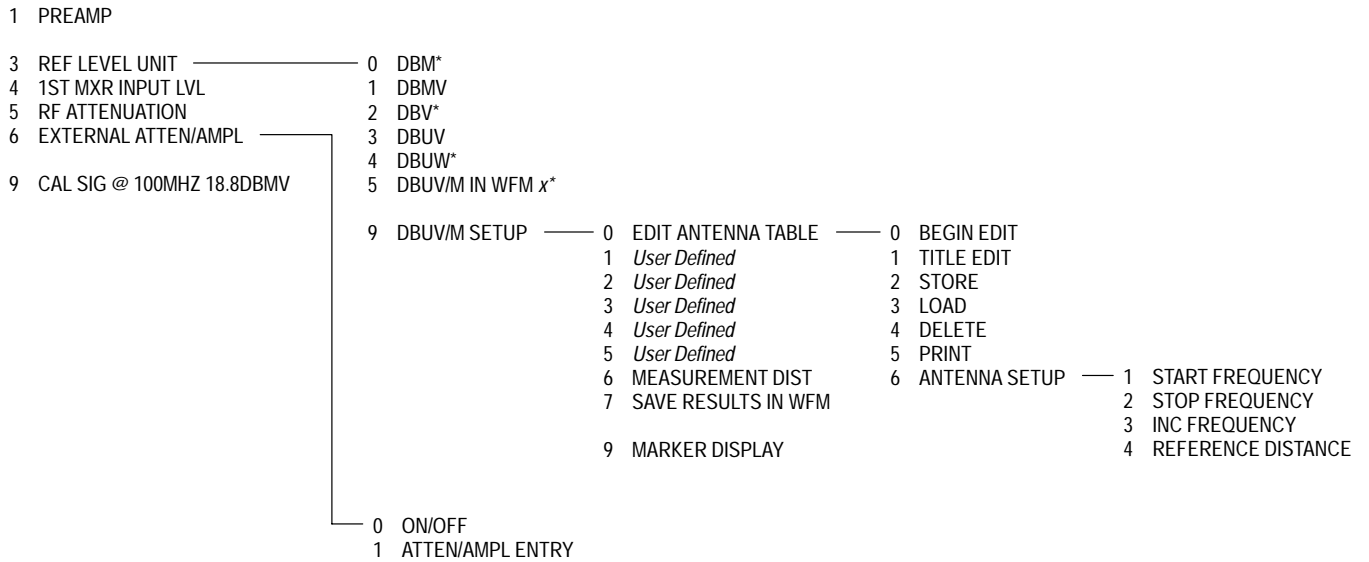 1 PREAMP
3 REF LEVEL UNIT 0 DBM*
4 1ST MXR INPUT LVL 1 DBMV
5 RF ATTENUATION 2 DBV*
6 EXTERNAL ATTEN/AMPL 3 DBUV
4 DBUW*
9 CAL SIG @ 100MHZ 18.8DBMV 5 DBUV/M IN WFM x*
9 DBUV/M SETUP 0 EDIT ANTENNA TABLE 0 BEGIN EDIT
1 User Defined 1 TITLE EDIT
2 User Defined 2 STORE
3 User Defined 3 LOAD
4 User Defined 4 DELETE
5 User Defined 5 PRINT
6 MEASUREMENT DIST 6 ANTENNA SETUP 1 START FREQUENCY
7 SAVE RESULTS IN WFM 2 STOP FREQUENCY
3 INC FREQUENCY
9 MARKER DISPLAY 4 REFERENCE DISTANCE
0 ON/OFF
1 ATTEN/AMPL ENTRY